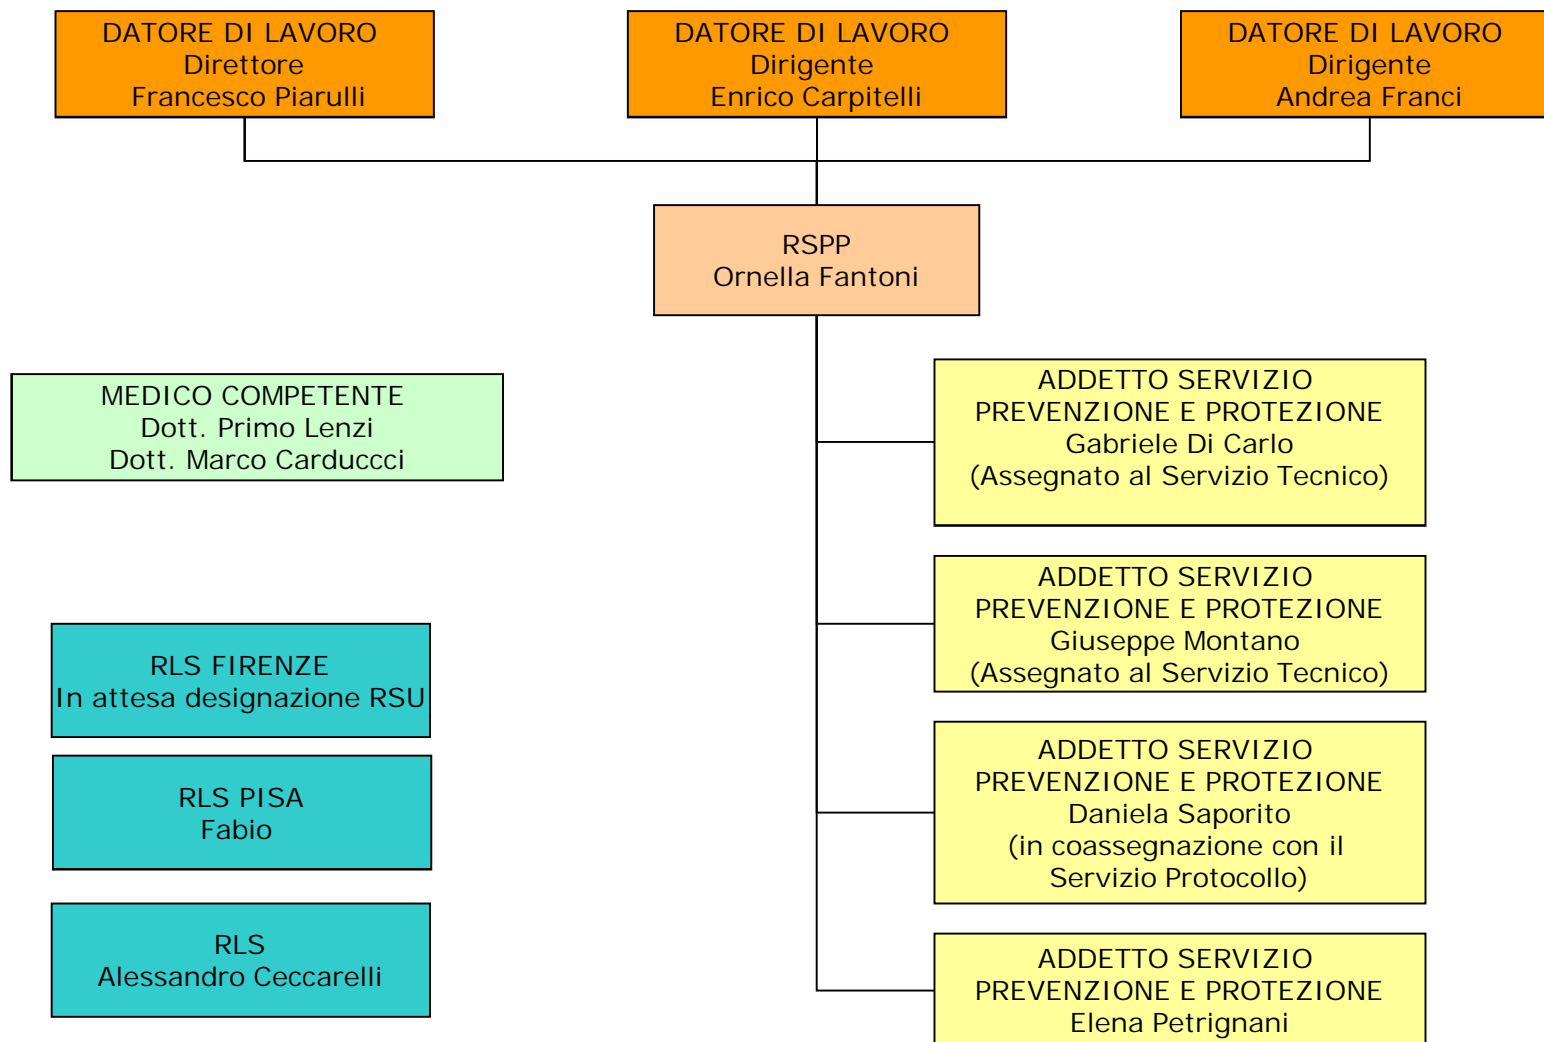 DATORE DI LAVORO
Direttore
Francesco Piarulli
DATORE DI LAVORO
Dirigente
Enrico Carpitelli
DATORE DI LAVORO
Dirigente
Andrea Franci
RSPP
Ornella Fantoni
MEDICO COMPETENTE
Dott. Primo Lenzi
Dott. Marco Carduccci
ADDETTO SERVIZIO
PREVENZIONE E PROTEZIONE
Gabriele Di Carlo
(Assegnato al Servizio Tecnico)
ADDETTO SERVIZIO
PREVENZIONE E PROTEZIONE
Giuseppe Montano
(Assegnato al Servizio Tecnico)
RLS FIRENZE
In attesa designazione RSU
ADDETTO SERVIZIO
PREVENZIONE E PROTEZIONE
Daniela Saporito
(in coassegnazione con il
Servizio Protocollo)
RLS PISA
Fabio
RLS
Alessandro Ceccarelli
ADDETTO SERVIZIO
PREVENZIONE E PROTEZIONE
Elena Petrignani